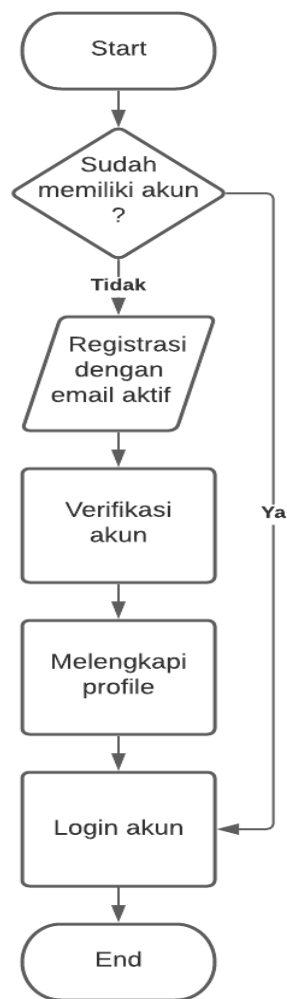 Start
Sudah
memiliki akun
?
Tidak
Registrasi
dengan
email aktif
Verifikasi
akun
Ya
Melengkapi
profile
Login akun
End